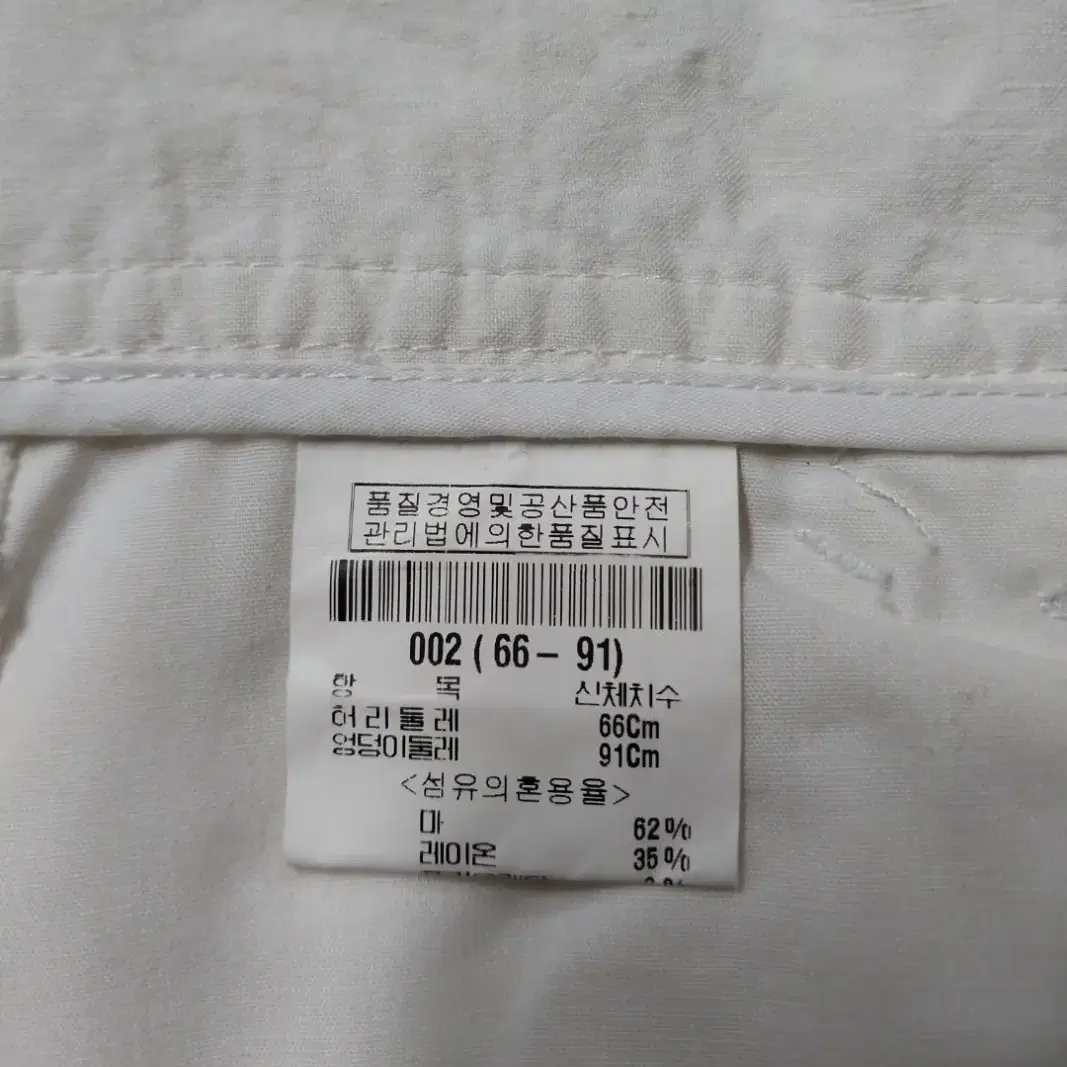 품질경영및공산품안전
관리법에의한품질표시
002 ( 66 – 91)
항 목 신체치수
허리둘레 66Cm
엉덩이둘레 91Cm
<섬유의혼용율>
마 62%
레이온 35%